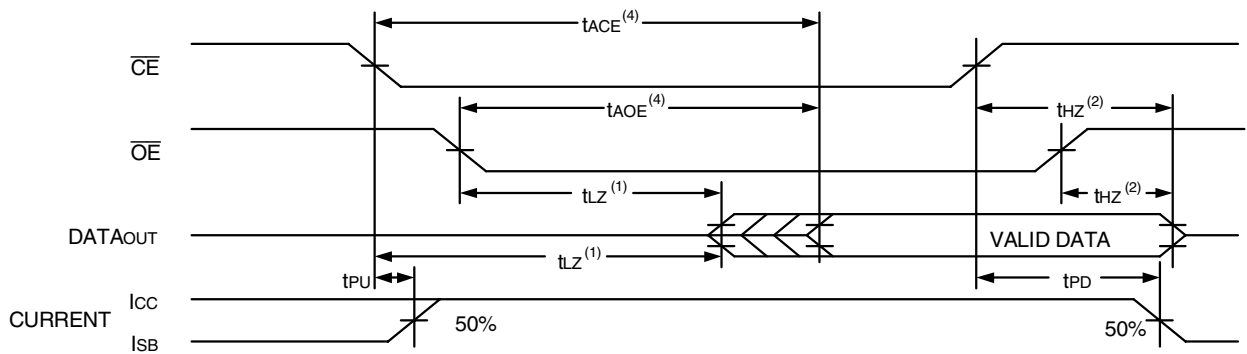 tACE(4)
CE
tAOE(4)
tHZ(2)
OE
tLZ(1)
tHZ(2)
DATAOUT
VALID DATA
tLZ(1)
tPU
tPD
ICC
CURRENT
50%
50%
ISB